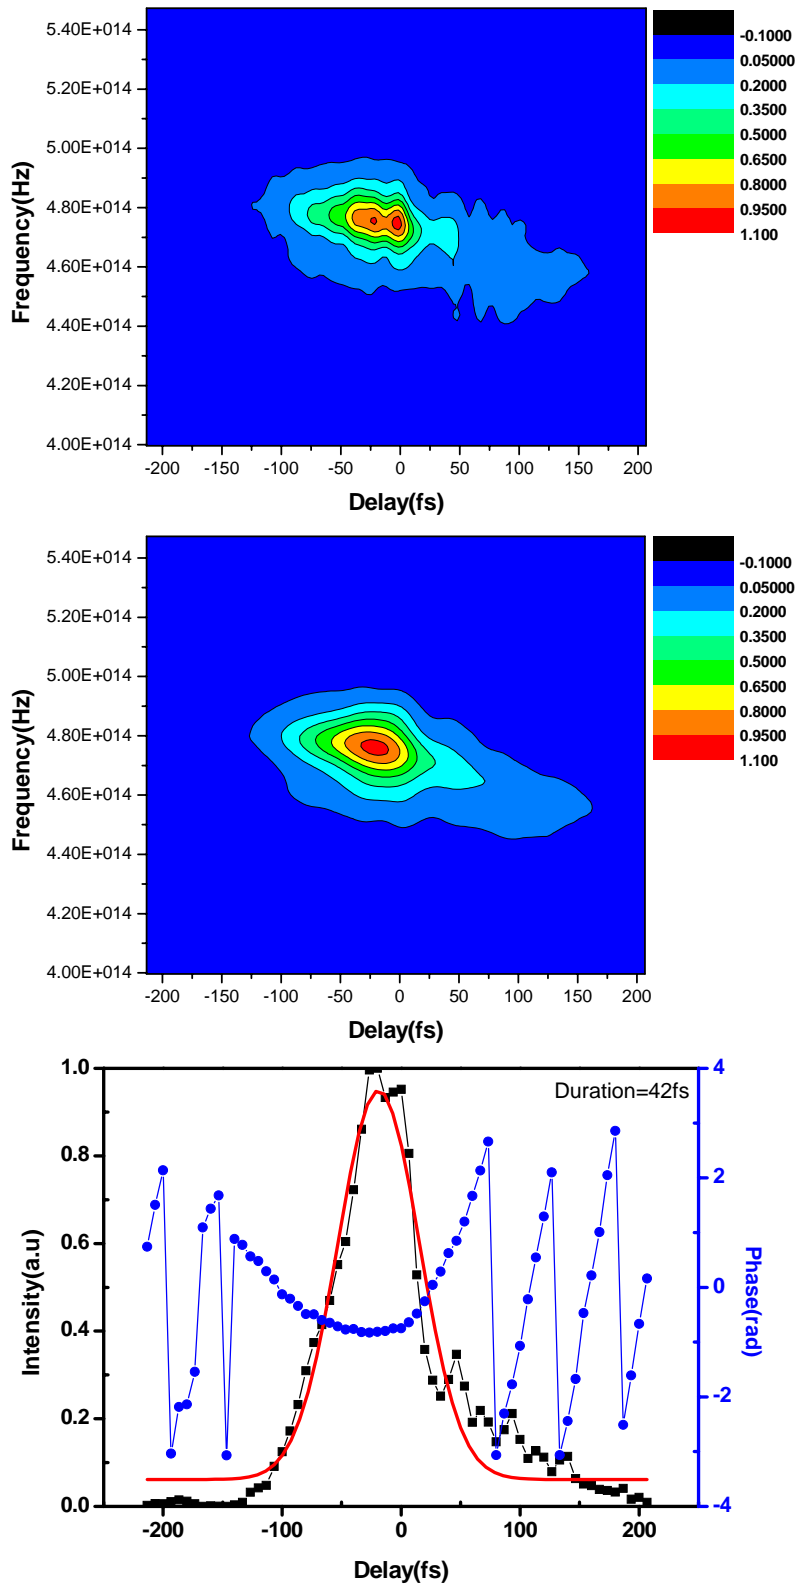 5.40E+014
5.20E+014
5.00E+014
4.80E+014
4.60E+014
4.40E+014
4.20E+014
4.00E+014
Frequency(Hz)
-200 -150 -100 -50 0 50 100 150 200
Delay(fs)
-0.1000
0.05000
0.2000
0.3500
0.5000
0.6500
0.8000
0.9500
1.100
5.40E+014
5.20E+014
5.00E+014
4.80E+014
4.60E+014
4.40E+014
4.20E+014
4.00E+014
Frequency(Hz)
-200 -150 -100 -50 0 50 100 150 200
Delay(fs)
-0.1000
0.05000
0.2000
0.3500
0.5000
0.6500
0.8000
0.9500
1.100
Duration=42fs
1.0
0.8
0.6
0.4
0.2
0.0
Intensity(a.u)
4
2
0
-2
-4
Phase(rad)
-200 -100 0 100 200
Delay(fs)